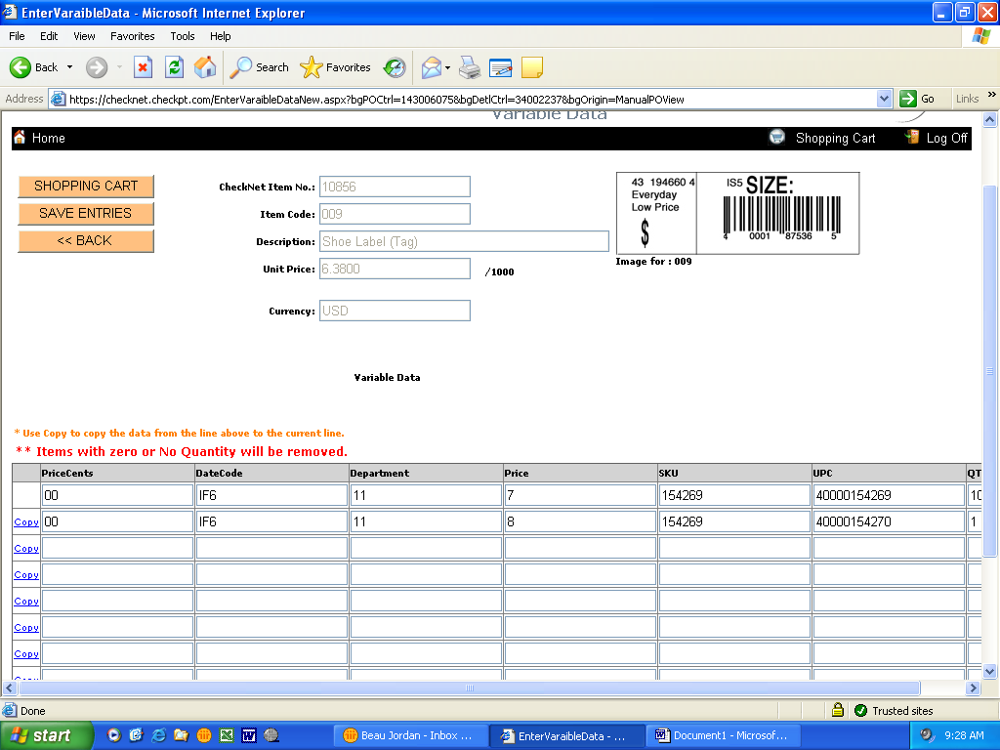 EnterVaraibleData - Microsoft Internet Explorer
File Edit View Favorites Tools Help
Back Search Favorites
Address https://checknet.checkpt.com/EnterVaraibleDataNew.aspx?bgPOCtrl=143006075&bgDetlCtrl=34002237&bgOrigin=ManualPOView Go Links »
Variable Data
Home Shopping Cart Log Off
SHOPPING CART
SAVE ENTRIES
<< BACK
CheckNet Item No.: 10856
Item Code: 009
Description: Shoe Label (Tag)
Unit Price: 6.3800 /1000
Currency: USD
43 194660 4
Everyday
Low Price
$
IS5 SIZE:
4 0001 87536 5
Image for : 009
Variable Data
* Use Copy to copy the data from the line above to the current line.
** Items with zero or No Quantity will be removed.
PriceCents DateCode Department Price SKU UPC QT
00 IF6 11 7 154269 40000154269 10
Copy 00 IF6 11 8 154269 40000154270 1
Copy
Copy
Copy
Copy
Copy
Copy
Done Trusted sites
start Beau Jordan - Inbox ... EnterVaraibleData - ... Document1 - Microsof... 9:28 AM